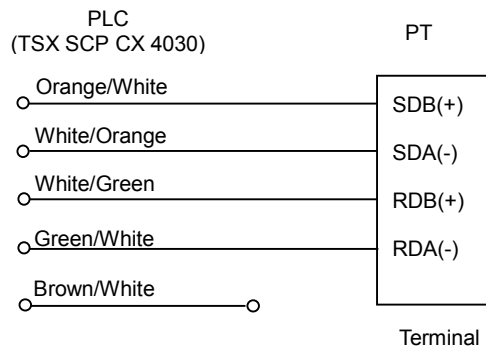 PLC
(TSX SCP CX 4030)
PT
Orange/White
SDB(+)
White/Orange
SDA(-)
White/Green
RDB(+)
Green/White
RDA(-)
Brown/White
Terminal